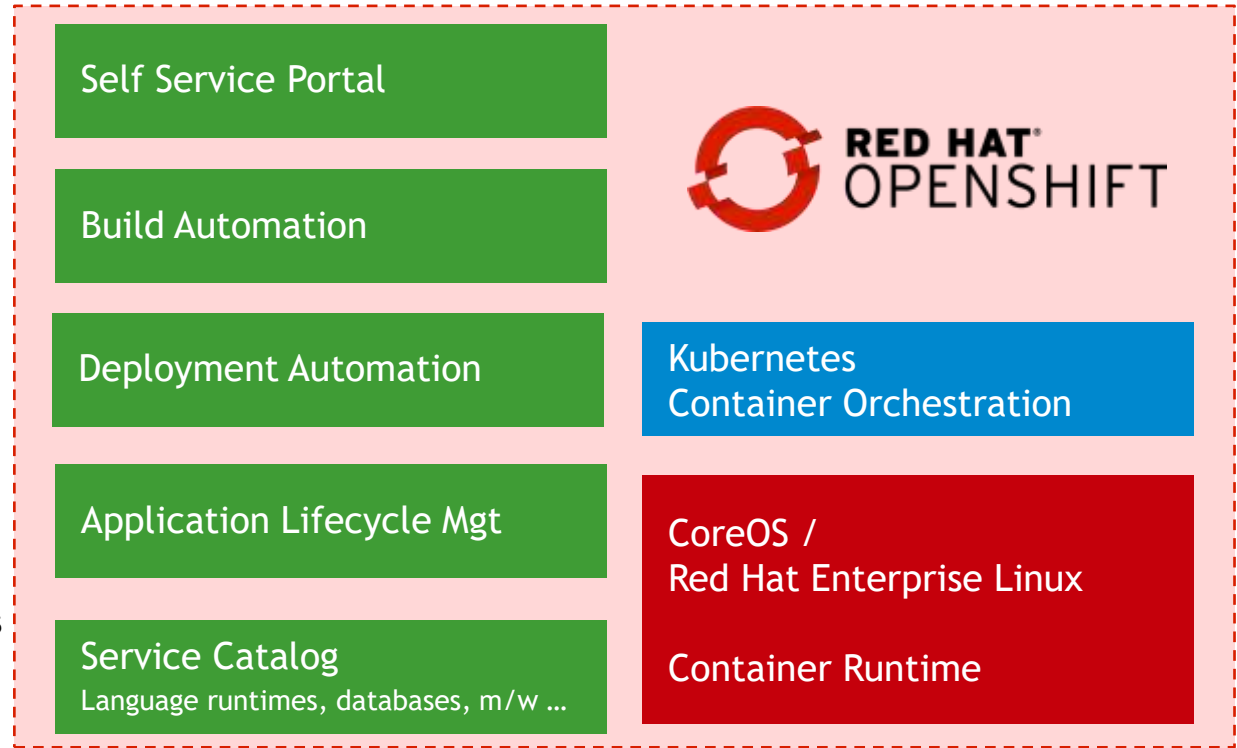 Self Service Portal
Build Automation
Deployment Automation
Application Lifecycle Mgt
Service Catalog
Language runtimes, databases, m/w …
RED HAT®
OPENSHIFT
Kubernetes
Container Orchestration
CoreOS /
Red Hat Enterprise Linux
Container Runtime